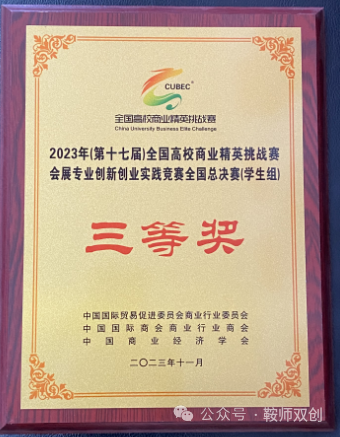 CUBEC
全国高校商业精英挑战赛
China University Business Elite Challenge
2023年(第十七届)全国高校商业精英挑战赛
会展专业创新创业实践竞赛全国总决赛(学生组)
三等奖
中国国际贸易促进委员会商业行业委员会
中国国际商会商业行业商会
中国商业经济学会
二〇二三年十一月
公众号·鞍师双创